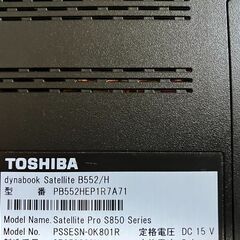 TOSHIBA
dynabook Satellite B552/H
型 番 PB552HEP1R7A71
Model Name.Satellite Pro S850 Series
Model No. PSSESN-0K801R 定格電圧 DC 15 V